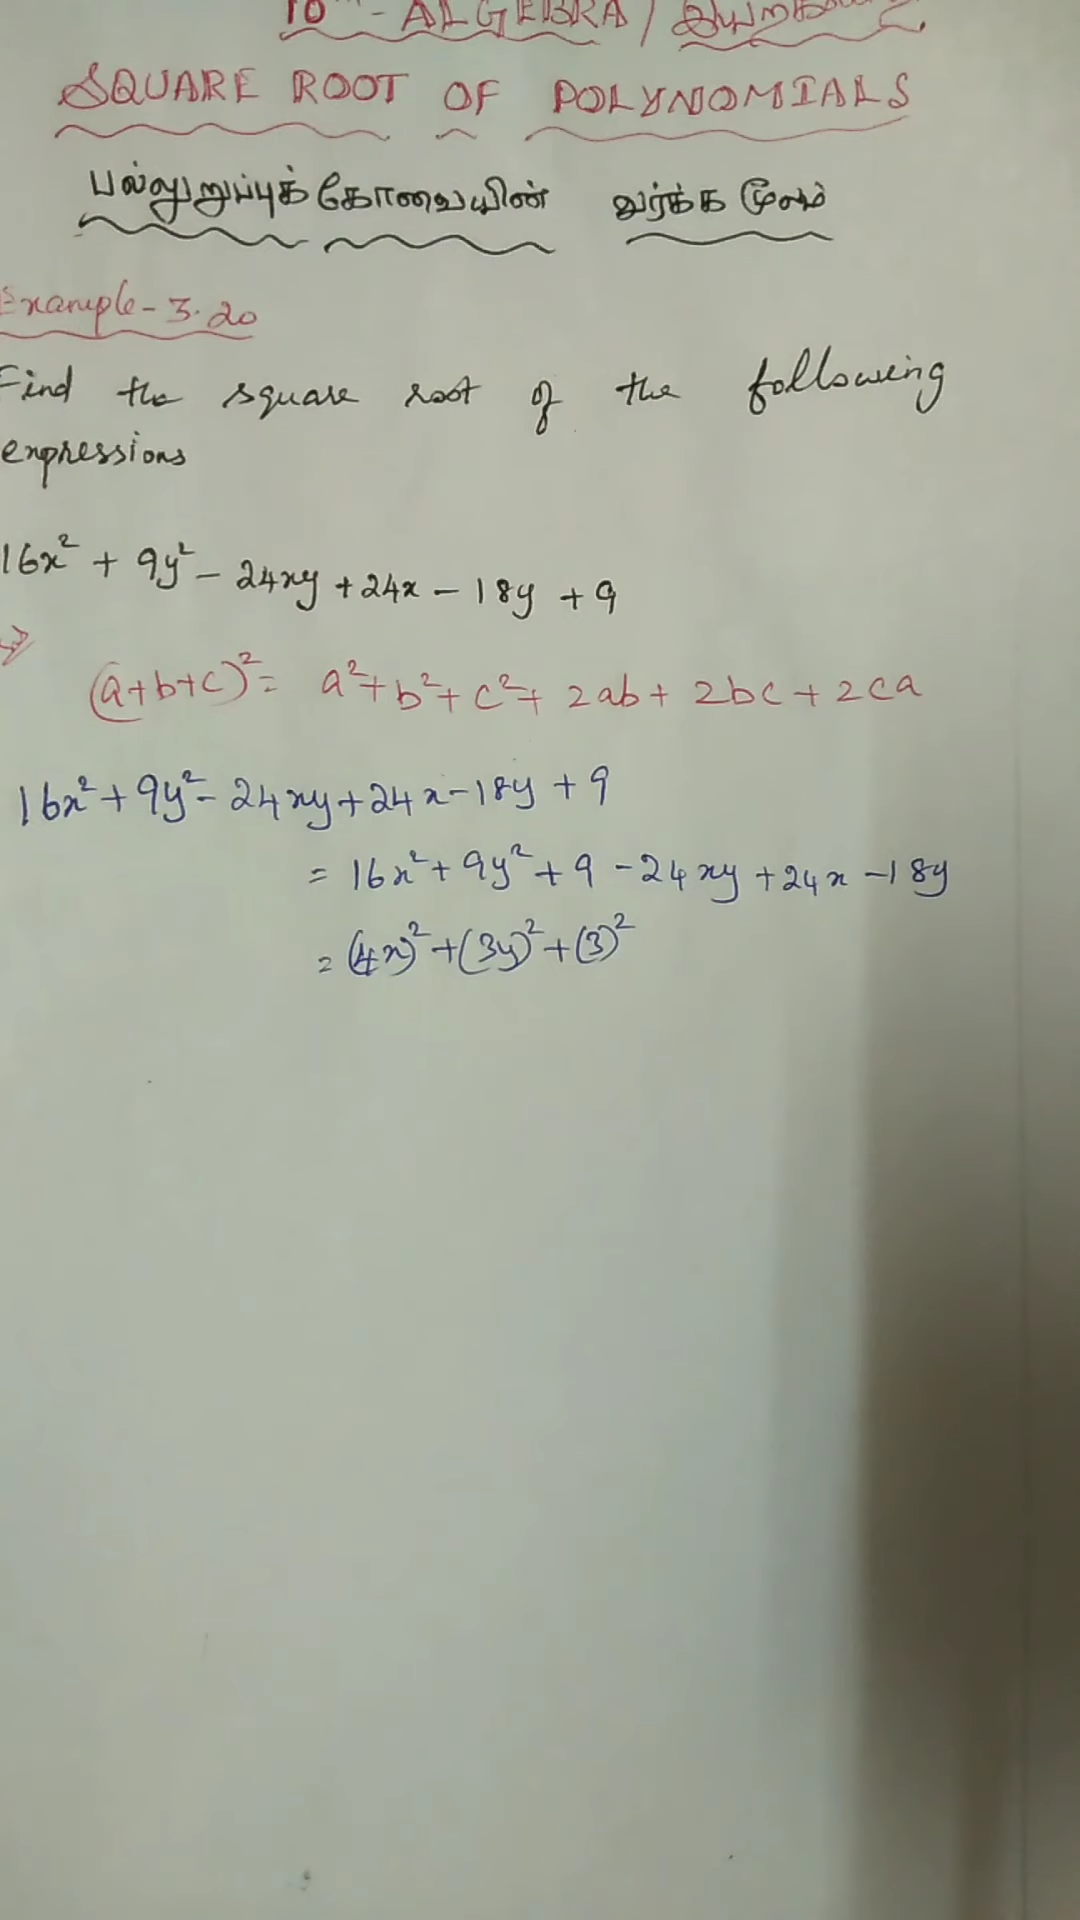 10th - ALGEBRA /
SQUARE ROOT OF POLYNOMIALS
பல்லுறுப்புக் கோவையின் வர்க்க மூலம்
Example - 3.20
Find the square root of the following
expressions
16x² + 9y² - 24xy + 24x - 18y + 9
(a+b+c)² = a² + b² + c² + 2ab + 2bc + 2ca
16x² + 9y² - 24xy + 24x - 18y + 9
= 16x² + 9y² + 9 - 24xy + 24x - 18y
= (4x)² + (3y)² + (3)²